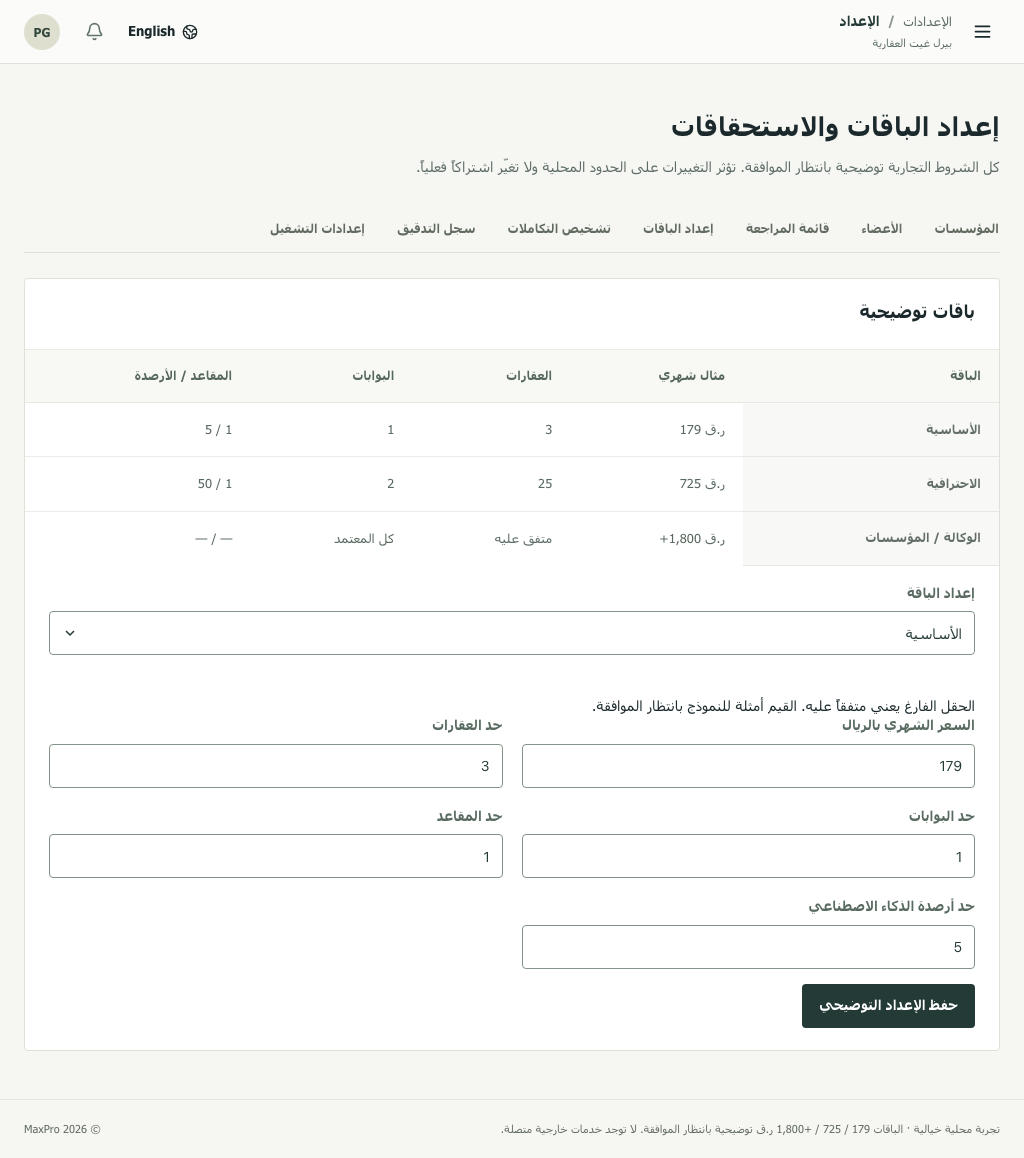 الإعدادات / الإعداد
بيرل غيت العقارية
English
PG
إعداد الباقات والاستحقاقات
كل الشروط التجارية توضيحية بانتظار الموافقة. تؤثر التغييرات على الحدود المحلية ولا تغيّر اشتراكاً فعلياً.
المؤسسات الأعضاء قائمة المراجعة إعداد الباقات تشخيص التكاملات سجل التدقيق إعدادات التشغيل
باقات توضيحية
الباقة مثال شهري العقارات البوابات المقاعد / الأرصدة
الأساسية ر.ق 179 3 1 1 / 5
الاحترافية ر.ق 725 25 2 1 / 50
الوكالة / المؤسسات ر.ق 1,800+ متفق عليه كل المعتمد — / —
إعداد الباقة
الأساسية
الحقل الفارغ يعني متفقاً عليه. القيم أمثلة للنموذج بانتظار الموافقة.
السعر الشهري بالريال حد العقارات
179 3
حد البوابات حد المقاعد
1 1
حد أرصدة الذكاء الاصطناعي
5
حفظ الإعداد التوضيحي
تجربة محلية خيالية · الباقات 179 / 725 / 1,800+ ر.ق توضيحية بانتظار الموافقة. لا توجد خدمات خارجية متصلة.
© 2026 MaxPro